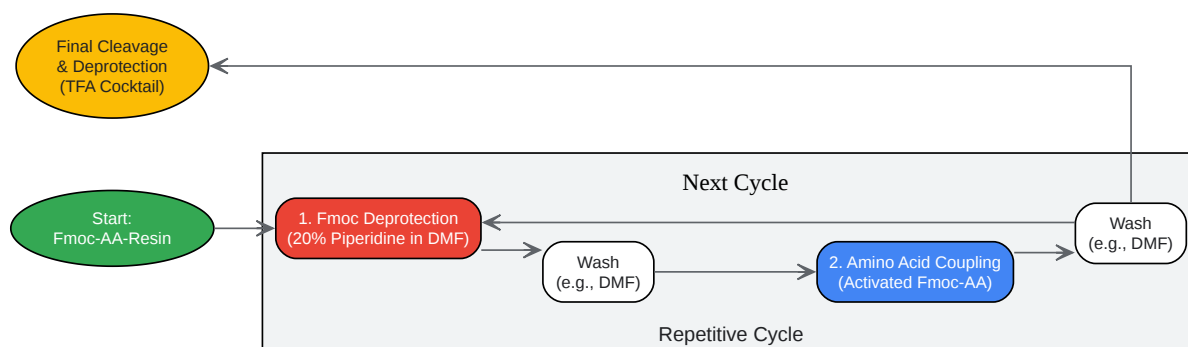 Final Cleavage
& Deprotection
(TFA Cocktail)
Next Cycle
Start:
Fmoc-AA-Resin
1. Fmoc Deprotection
(20% Piperidine in DMF)
Wash
(e.g., DMF)
2. Amino Acid Coupling
(Activated Fmoc-AA)
Wash
(e.g., DMF)
Repetitive Cycle